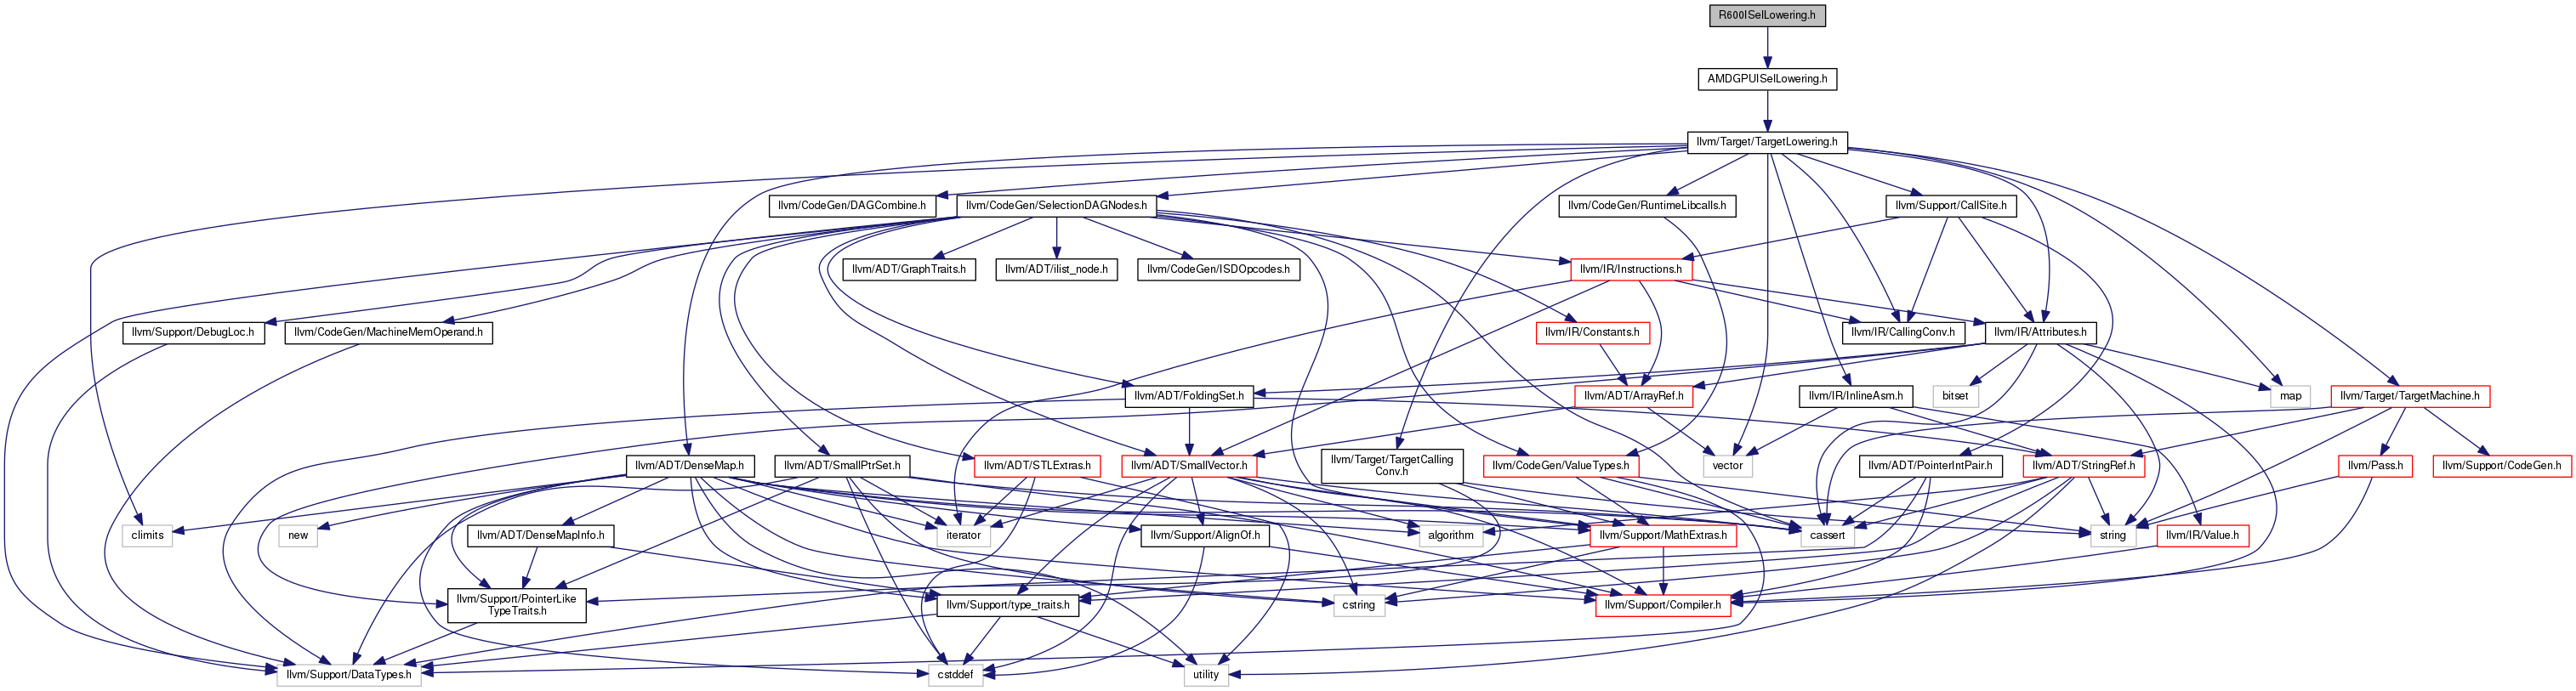 R600ISelLowering.h
AMDGPUISelLowering.h
llvm/Target/TargetLowering.h
llvm/CodeGen/DAGCombine.h
llvm/CodeGen/SelectionDAGNodes.h
llvm/CodeGen/RuntimeLibcalls.h
llvm/Support/CallSite.h
llvm/ADT/GraphTraits.h
llvm/ADT/ilist_node.h
llvm/CodeGen/ISDOpcodes.h
llvm/IR/Instructions.h
llvm/Support/DebugLoc.h
llvm/CodeGen/MachineMemOperand.h
llvm/IR/Constants.h
llvm/IR/CallingConv.h
llvm/IR/Attributes.h
llvm/ADT/FoldingSet.h
llvm/ADT/ArrayRef.h
bitset
llvm/IR/InlineAsm.h
map
llvm/Target/TargetMachine.h
llvm/ADT/DenseMap.h
llvm/ADT/SmallPtrSet.h
llvm/ADT/STLExtras.h
llvm/ADT/SmallVector.h
llvm/Target/TargetCalling
Conv.h
llvm/CodeGen/ValueTypes.h
vector
llvm/ADT/PointerIntPair.h
llvm/ADT/StringRef.h
llvm/Pass.h
llvm/Support/CodeGen.h
climits
new
llvm/ADT/DenseMapInfo.h
iterator
llvm/Support/AlignOf.h
algorithm
llvm/Support/MathExtras.h
cassert
string
llvm/IR/Value.h
llvm/Support/PointerLike
TypeTraits.h
llvm/Support/type_traits.h
cstring
llvm/Support/Compiler.h
llvm/Support/DataTypes.h
cstddef
utility